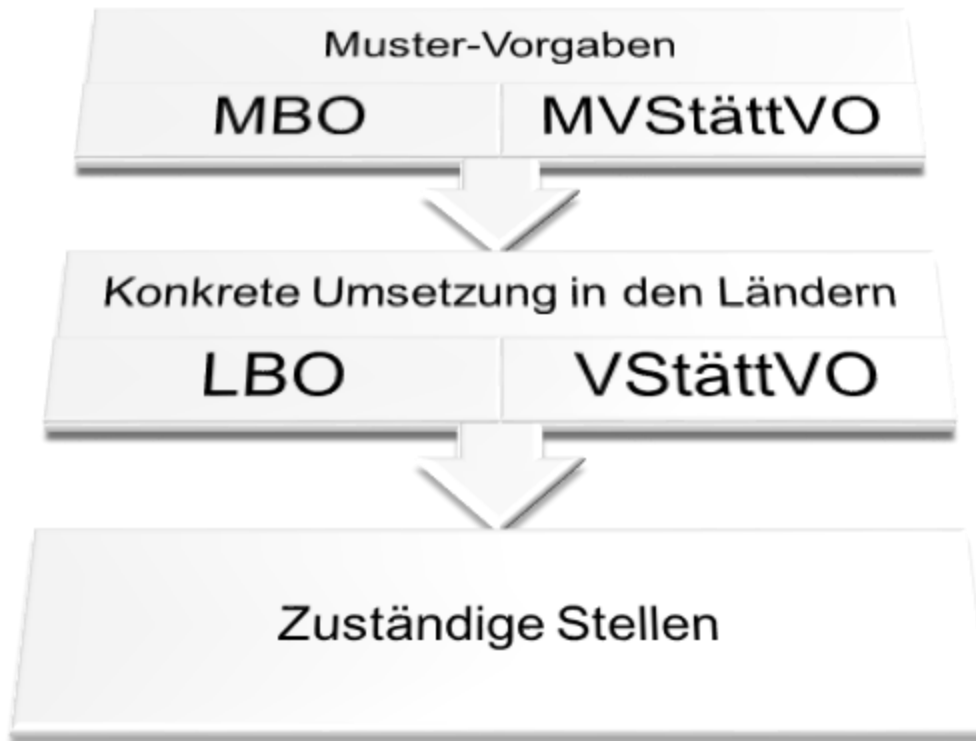 Muster-Vorgaben
MBO MVStättVO
Konkrete Umsetzung in den Ländern
LBO VStättVO
Zuständige Stellen